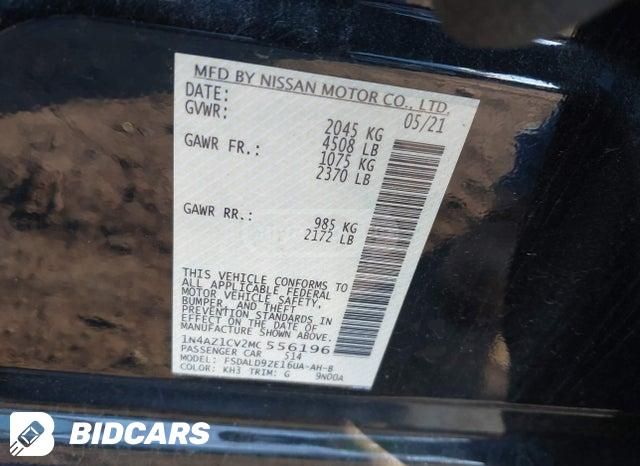 MFD BY NISSAN MOTOR CO., LTD.
DATE: 05/21
GVWR: 2045 KG
4508 LB
GAWR FR.: 1075 KG
2370 LB
GAWR RR.: 985 KG
2172 LB
THIS VEHICLE CONFORMS TO
ALL APPLICABLE FEDERAL
MOTOR VEHICLE SAFETY,
BUMPER, AND THEFT
PREVENTION STANDARDS IN
EFFECT ON THE DATE OF
MANUFACTURE SHOWN ABOVE.
1N4AZ1CV2MC 556196
PASSENGER CAR 514
MODEL: FSDALD9ZE16UA-AH-B
COLOR: KH3 TRIM: G 9N00A
BIDCARS